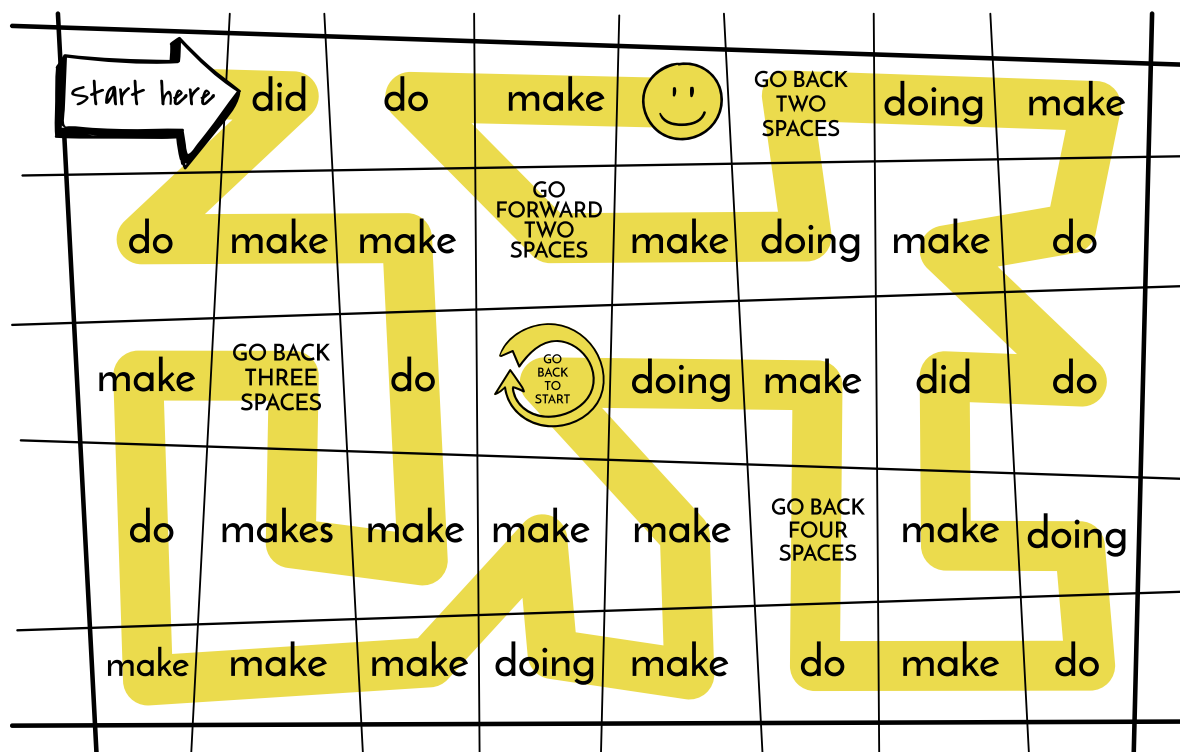 start here did do make GO BACK TWO SPACES doing make
do make make GO FORWARD TWO SPACES make doing make do
make GO BACK THREE SPACES do GO BACK TO START doing make did do
do makes make make make GO BACK FOUR SPACES make doing
make make make doing make do make do